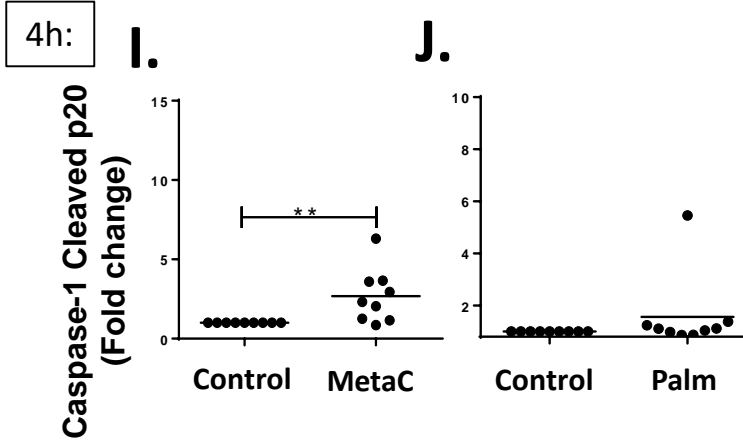 4h:
I.
J.
Caspase-1 Cleaved p20
(Fold change)
15
10
5
0
**
Control
MetaC
10
8
6
4
2
Control
Palm